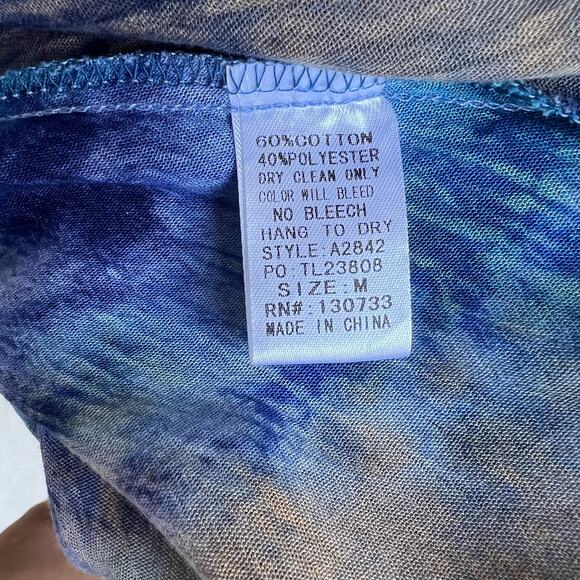 60%COTTON
40%POLYESTER
DRY CLEAN ONLY
COLOR WILL BLEED
NO BLEECH
HANG TO DRY
STYLE:A2842
PO:TL23808
SIZE:M
RN#:130733
MADE IN CHINA